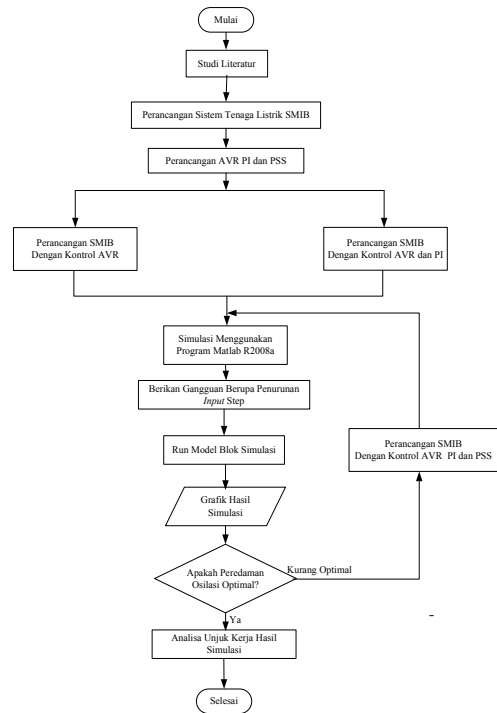 Mulai
Studi Literatur
Perancangan Sistem Tenaga Listrik SMIB
Perancangan AVR PI dan PSS
Perancangan SMIB
Dengan Kontrol AVR
Perancangan SMIB
Dengan Kontrol AVR dan PI
Simulasi Menggunakan
Program Matlab R2008a
Berikan Gangguan Berupa Penurunan
Input Step
Run Model Blok Simulasi
Perancangan SMIB
Dengan Kontrol AVR PI dan PSS
Grafik Hasil
Simulasi
Apakah Peredaman
Osilasi Optimal?
Kurang Optimal
Ya
Analisa Unjuk Kerja Hasil
Simulasi
Selesai